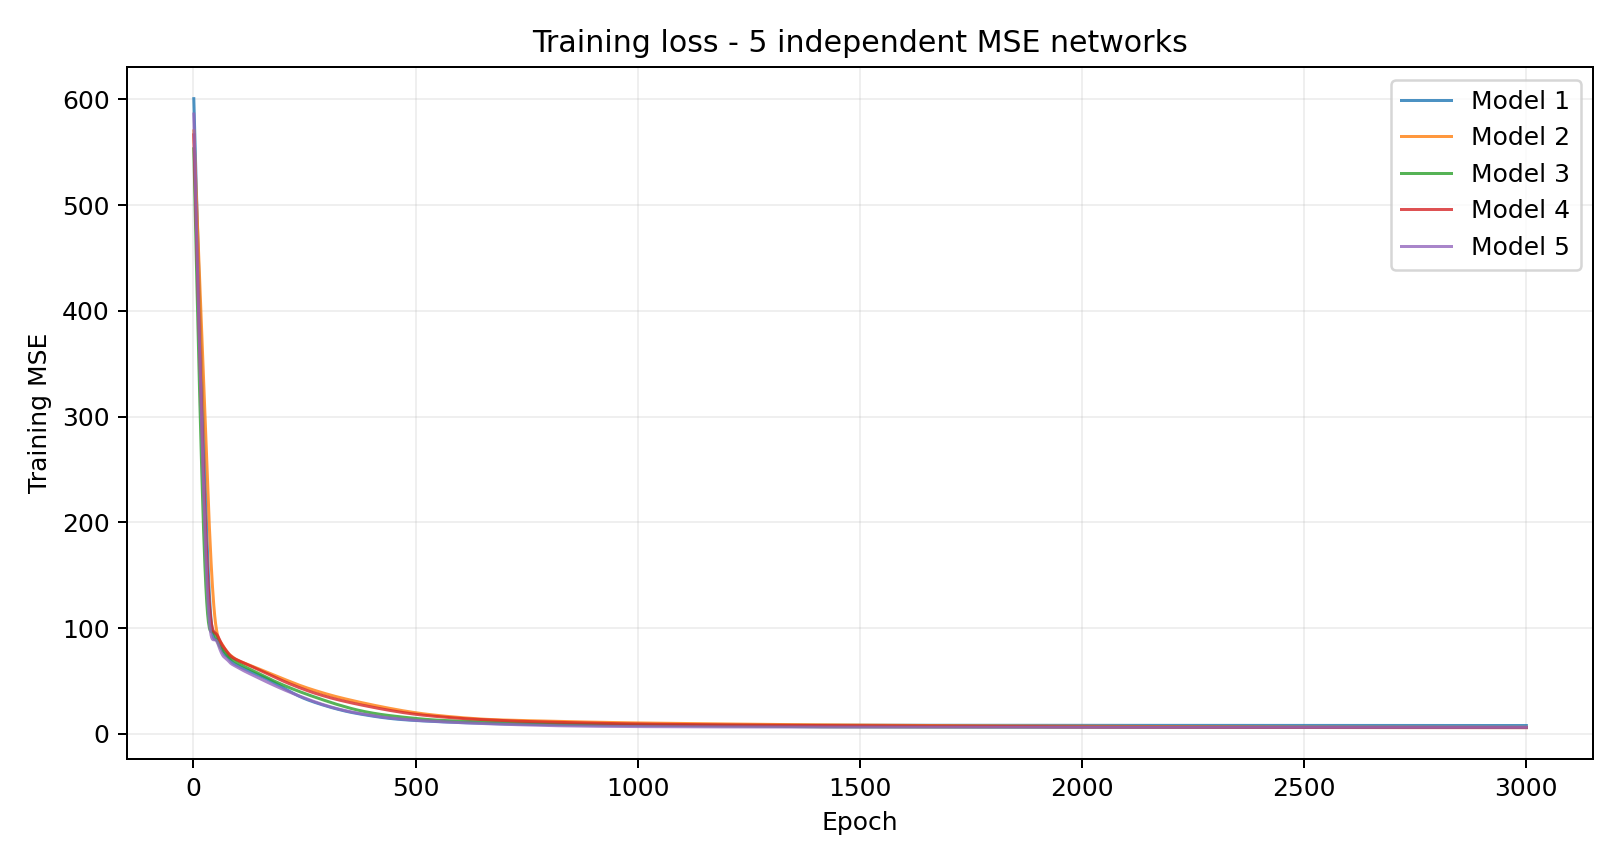 Training loss - 5 independent MSE networks
Training MSE
600
500
400
300
200
100
0
Model 1
Model 2
Model 3
Model 4
Model 5
0 500 1000 1500 2000 2500 3000
Epoch